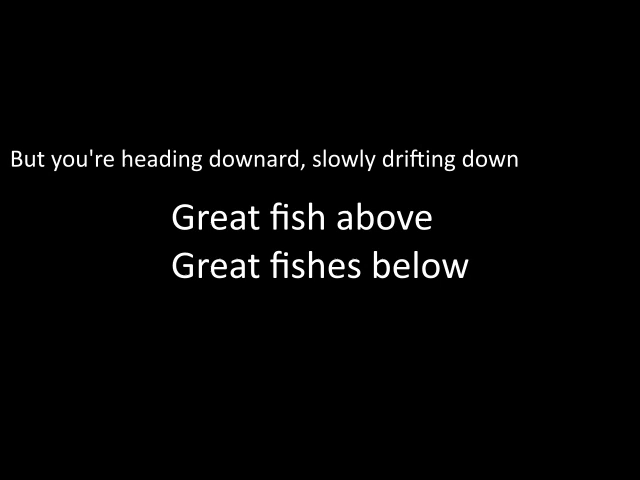 But you're heading downard, slowly drifting down
Great fish above
Great fishes below